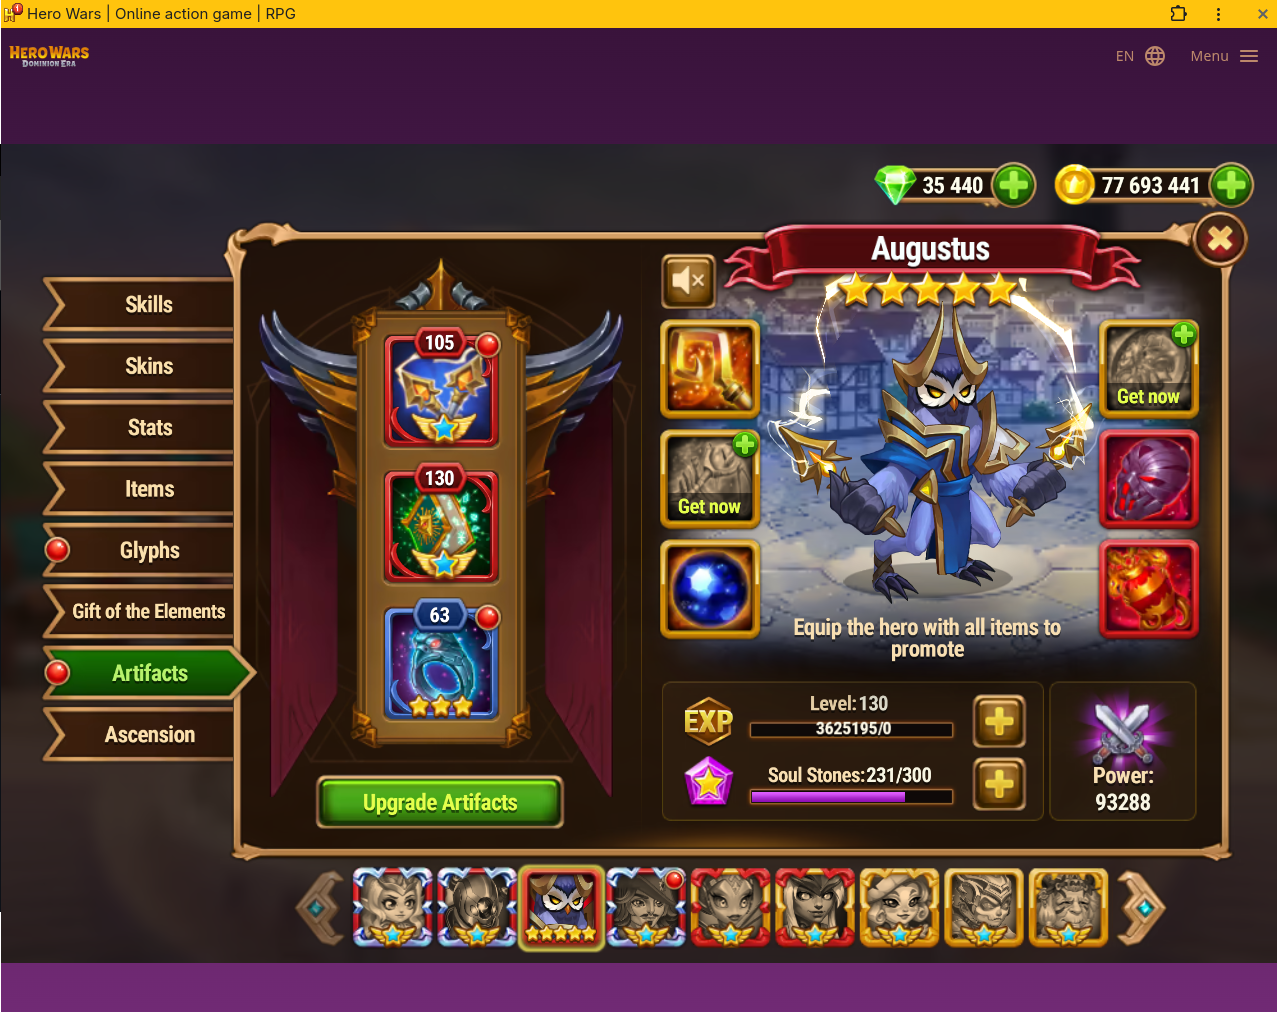 Hero Wars | Online action game | RPG
HERO WARS
DOMINION ERA
EN
Menu
35 440
77 693 441
Augustus
Skills
Skins
Stats
Items
Glyphs
Gift of the Elements
Artifacts
Ascension
105
130
63
Upgrade Artifacts
Get now
Get now
Equip the hero with all items to
promote
EXP
Level: 130
3625195/0
Soul Stones: 231/300
Power:
93288